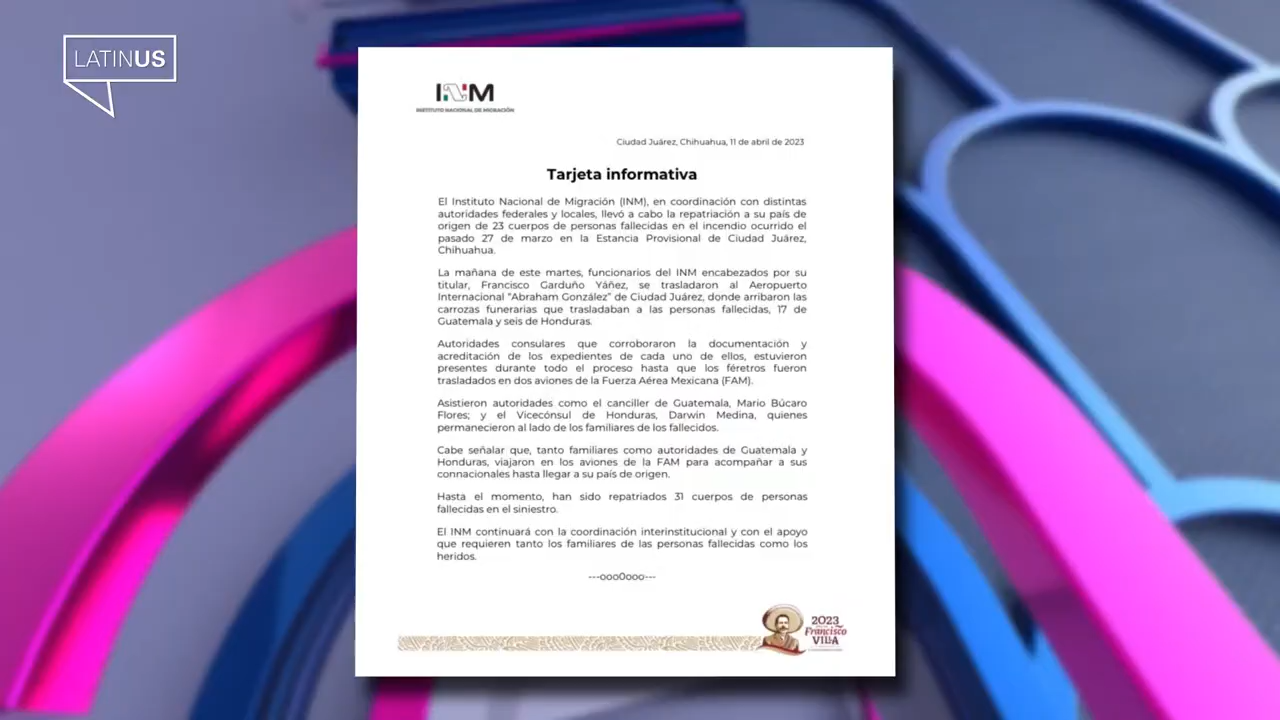 LATINUS
INM
INSTITUTO NACIONAL DE MIGRACIÓN
Ciudad Juárez, Chihuahua, 11 de abril de 2023
Tarjeta informativa
El Instituto Nacional de Migración (INM), en coordinación con distintas
autoridades federales y locales, llevó a cabo la repatriación a su país de
origen de 23 cuerpos de personas fallecidas en el incendio ocurrido el
pasado 27 de marzo en la Estancia Provisional de Ciudad Juárez,
Chihuahua.
La mañana de este martes, funcionarios del INM encabezados por su
titular, Francisco Garduño Yáñez, se trasladaron al Aeropuerto
Internacional "Abraham González" de Ciudad Juárez, donde arribaron las
carrozas funerarias que trasladaban a las personas fallecidas, 17 de
Guatemala y seis de Honduras.
Autoridades consulares que corroboraron la documentación y
acreditación de los expedientes de cada uno de ellos, estuvieron
presentes durante todo el proceso hasta que los féretros fueron
trasladados en dos aviones de la Fuerza Aérea Mexicana (FAM).
Asistieron autoridades como el canciller de Guatemala, Mario Búcaro
Flores; y el Vicecónsul de Honduras, Darwin Medina, quienes
permanecieron al lado de los familiares de los fallecidos.
Cabe señalar que, tanto familiares como autoridades de Guatemala y
Honduras, viajaron en los aviones de la FAM para acompañar a sus
connacionales hasta llegar a su país de origen.
Hasta el momento, han sido repatriados 31 cuerpos de personas
fallecidas en el siniestro.
El INM continuará con la coordinación interinstitucional y con el apoyo
que requieren tanto los familiares de las personas fallecidas como los
heridos.
---ooo0ooo---
2023
Francisco
VILLA